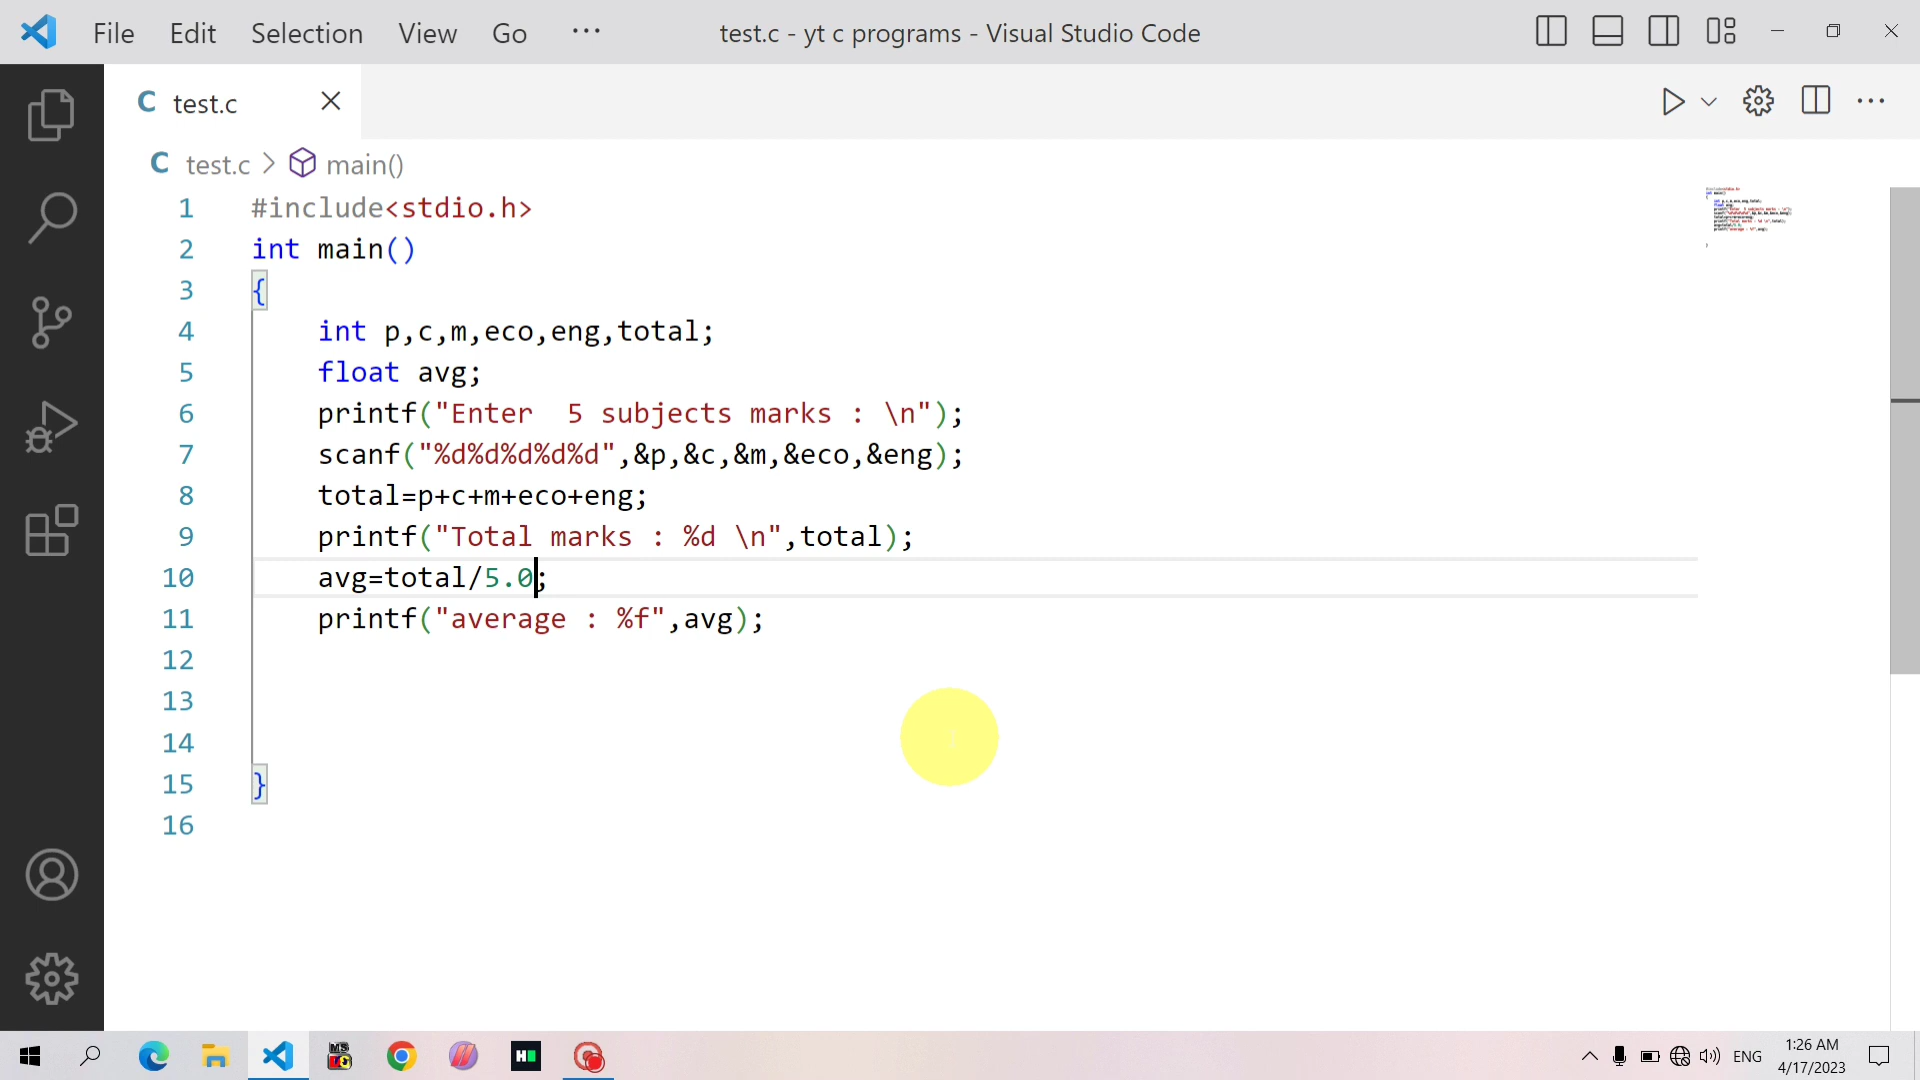 File Edit Selection View Go ··· test.c - yt c programs - Visual Studio Code
C test.c
C test.c > main()
1 #include<stdio.h>
2 int main()
3 {
4     int p,c,m,eco,eng,total;
5     float avg;
6     printf("Enter  5 subjects marks : \n");
7     scanf("%d%d%d%d%d",&p,&c,&m,&eco,&eng);
8     total=p+c+m+eco+eng;
9     printf("Total marks : %d \n",total);
10     avg=total/5.0;
11     printf("average : %f",avg);
12
13
14
15 }
16
ENG
1:26 AM
4/17/2023